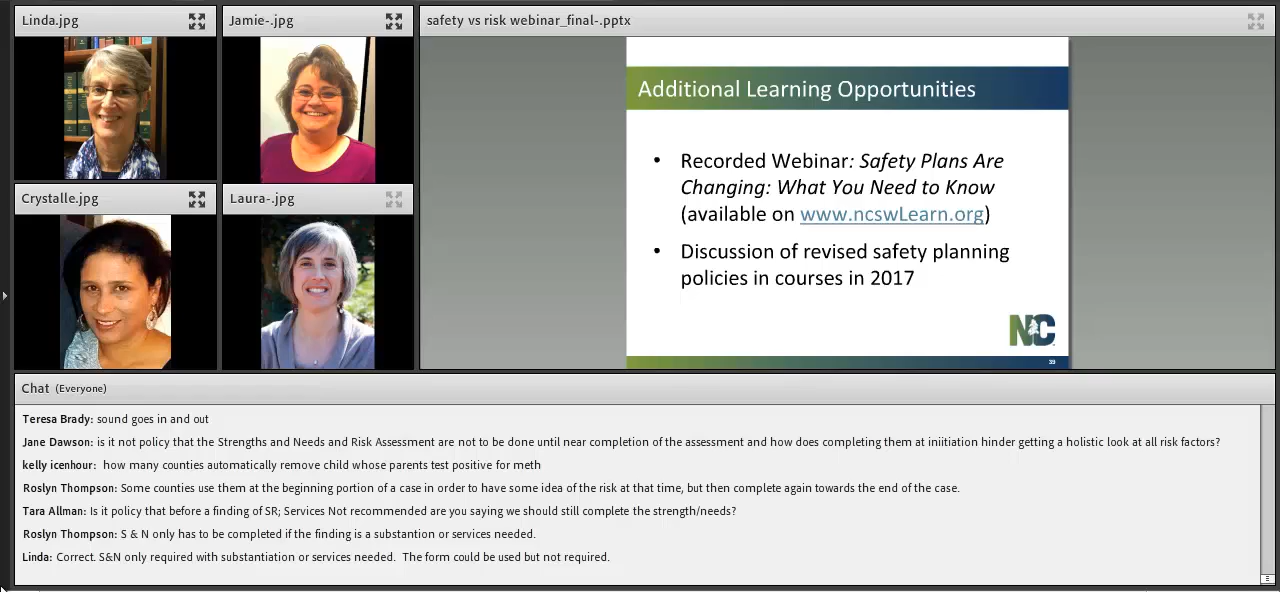 Linda.jpg
Jamie-.jpg
safety vs risk webinar_final-.pptx
Crystalle.jpg
Laura-.jpg
Additional Learning Opportunities
• Recorded Webinar: Safety Plans Are
Changing: What You Need to Know
(available on www.ncswLearn.org)
• Discussion of revised safety planning
policies in courses in 2017
NC
39
Chat (Everyone)
Teresa Brady: sound goes in and out
Jane Dawson: is it not policy that the Strengths and Needs and Risk Assessment are not to be done until near completion of the assessment and how does completing them at iniitiation hinder getting a holistic look at all risk factors?
kelly icenhour: how many counties automatically remove child whose parents test positive for meth
Roslyn Thompson: Some counties use them at the beginning portion of a case in order to have some idea of the risk at that time, but then complete again towards the end of the case.
Tara Allman: Is it policy that before a finding of SR; Services Not recommended are you saying we should still complete the strength/needs?
Roslyn Thompson: S & N only has to be completed if the finding is a substantion or services needed.
Linda: Correct. S&N only required with substantiation or services needed. The form could be used but not required.